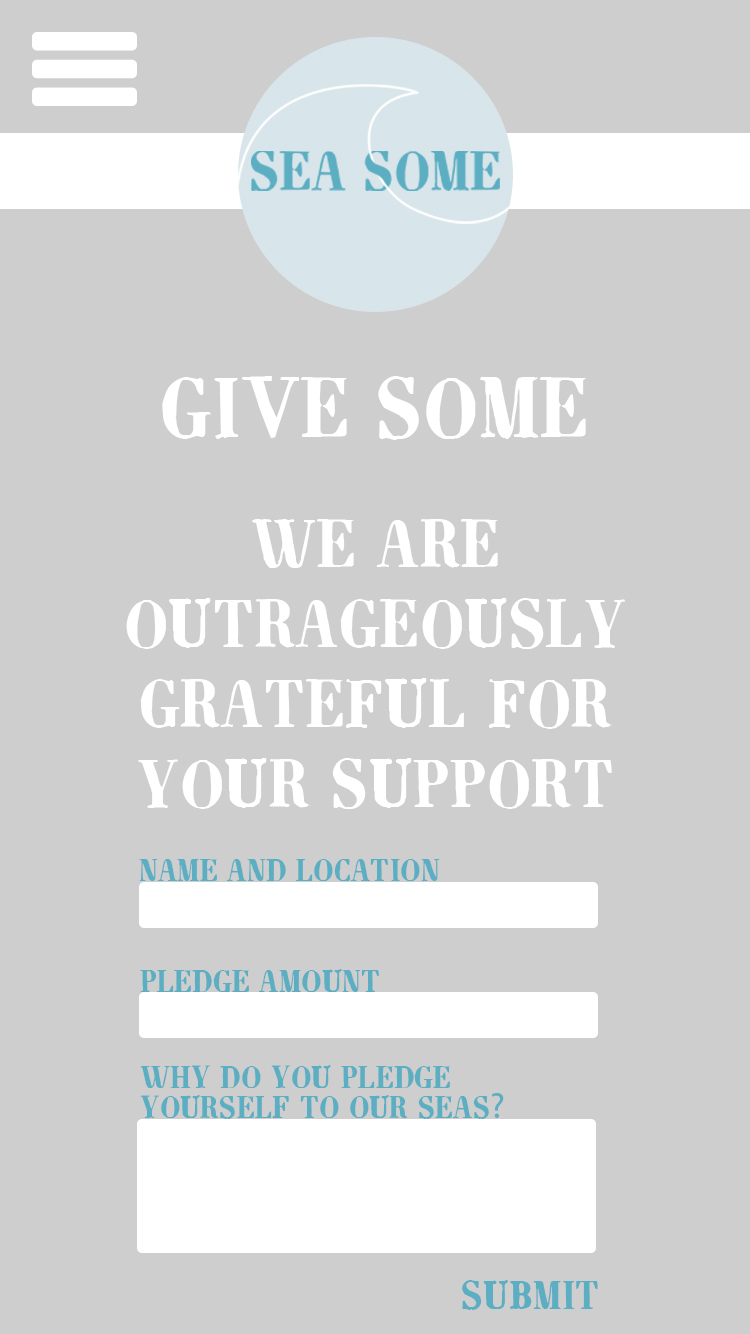 SEA SOME
GIVE SOME
WE ARE
OUTRAGEOUSLY
GRATEFUL FOR
YOUR SUPPORT
NAME AND LOCATION
PLEDGE AMOUNT
WHY DO YOU PLEDGE
YOURSELF TO OUR SEAS?
SUBMIT